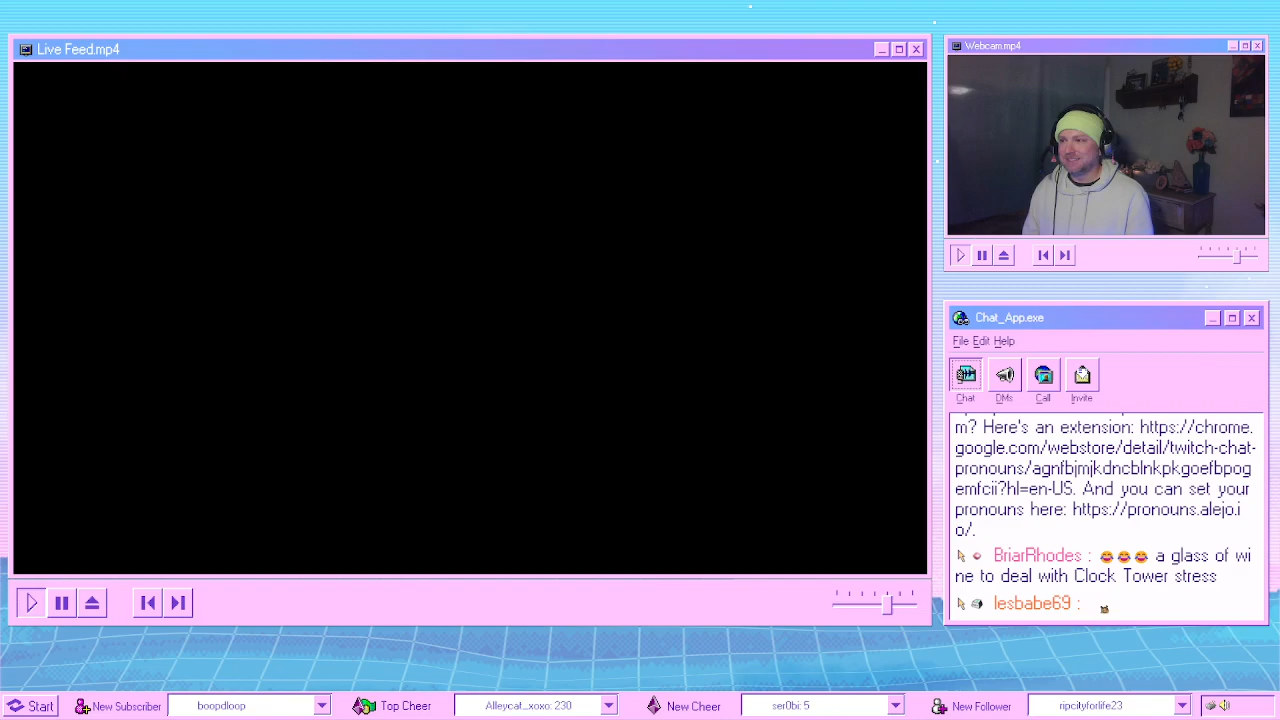 Live Feed.mp4
Webcam.mp4
Chat_App.exe
File Edit Help
Chat DMs Call Invite
m? Here's an extension: https://chrome.
google.com/webstore/detail/twitch-chat-
emfcii?hl=en-US. And you can set your
pronouns here: https://pronouns.alejo.i
o/.
BriarRhodes : 😂😂😂 a glass of wi
ne to deal with Clock Tower stress
lesbabe69 :
Start
New Subscriber
boopdloop
Top Cheer
Alleycat_xoxo: 230
New Cheer
ser0bi: 5
New Follower
ripcityforlife23